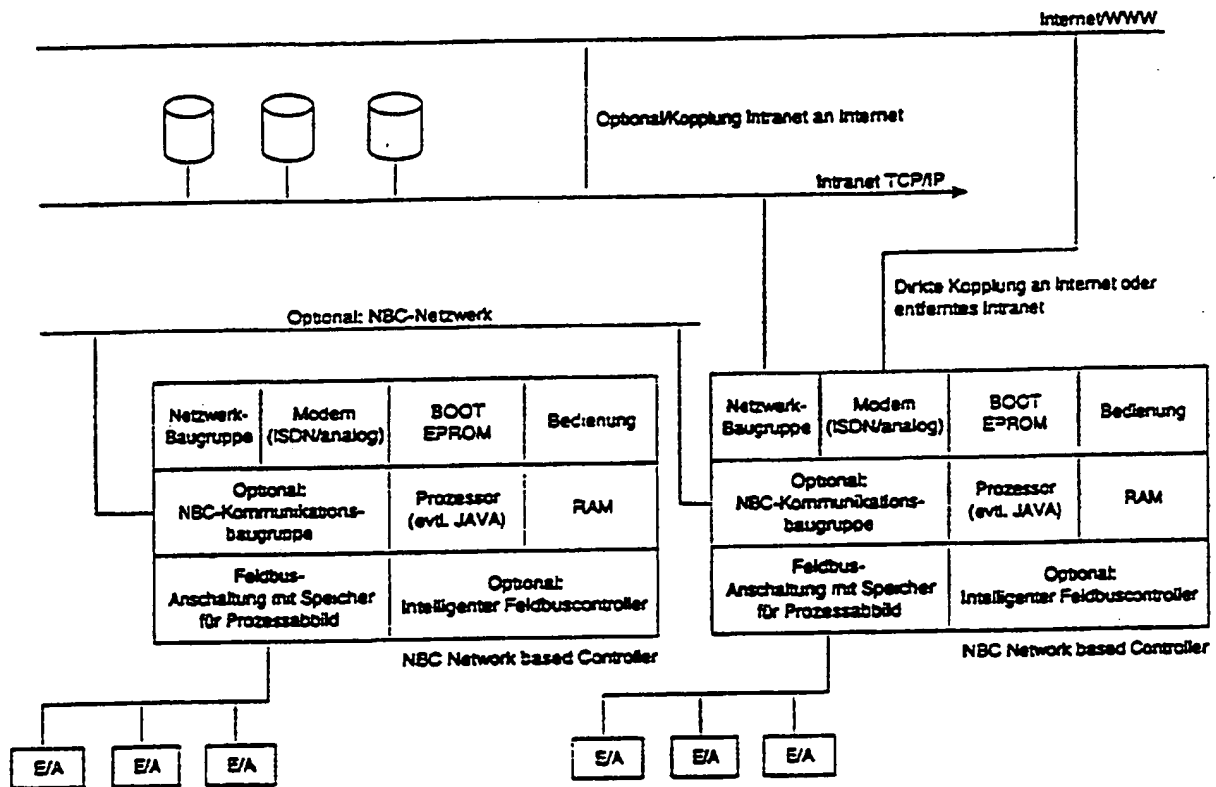 Internet/WWW
Optional/Kopplung Intranet an Internet
Intranet TCP/IP
Dirkte Kopplung an Internet oder
entferntes Intranet
Optional: NBC-Netzwerk
Netzwerk-
Baugruppe
Modem
(ISDN/analog)
BOOT
EPROM
Bedienung
Optional:
NBC-Kommunikations-
baugruppe
Prozessor
(evtl. JAVA)
RAM
Feldbus-
Anschaltung mit Speicher
für Prozessabbild
Optional:
Intelligenter Feldbuscontroller
NBC Network based Controller
E/A
E/A
E/A
Netzwerk-
Baugruppe
Modem
(ISDN/analog)
BOOT
EPROM
Bedienung
Optional:
NBC-Kommunikations-
baugruppe
Prozessor
(evtl. JAVA)
RAM
Feldbus-
Anschaltung mit Speicher
für Prozessabbild
Optional:
Intelligenter Feldbuscontroller
NBC Network based Controller
E/A
E/A
E/A